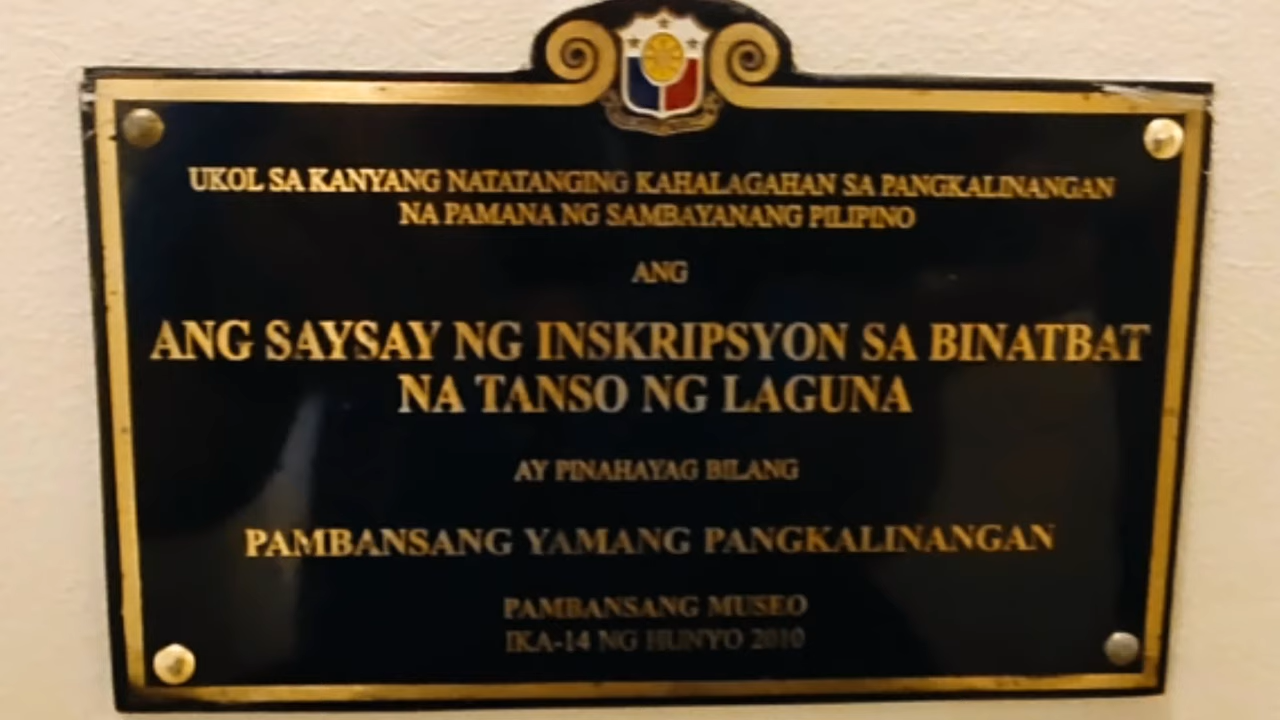 UKOL SA KANYANG NATATANGING KAHALAGAHAN SA PANGKALINANGAN
NA PAMANA NG SAMBAYANANG PILIPINO
ANG
ANG SAYSAY NG INSKRIPSYON SA BINATBAT
NA TANSO NG LAGUNA
AY PINAHAYAG BILANG
PAMBANSANG YAMANG PANGKALINANGAN
PAMBANSANG MUSEO
IKA-14 NG HUNYO 2010